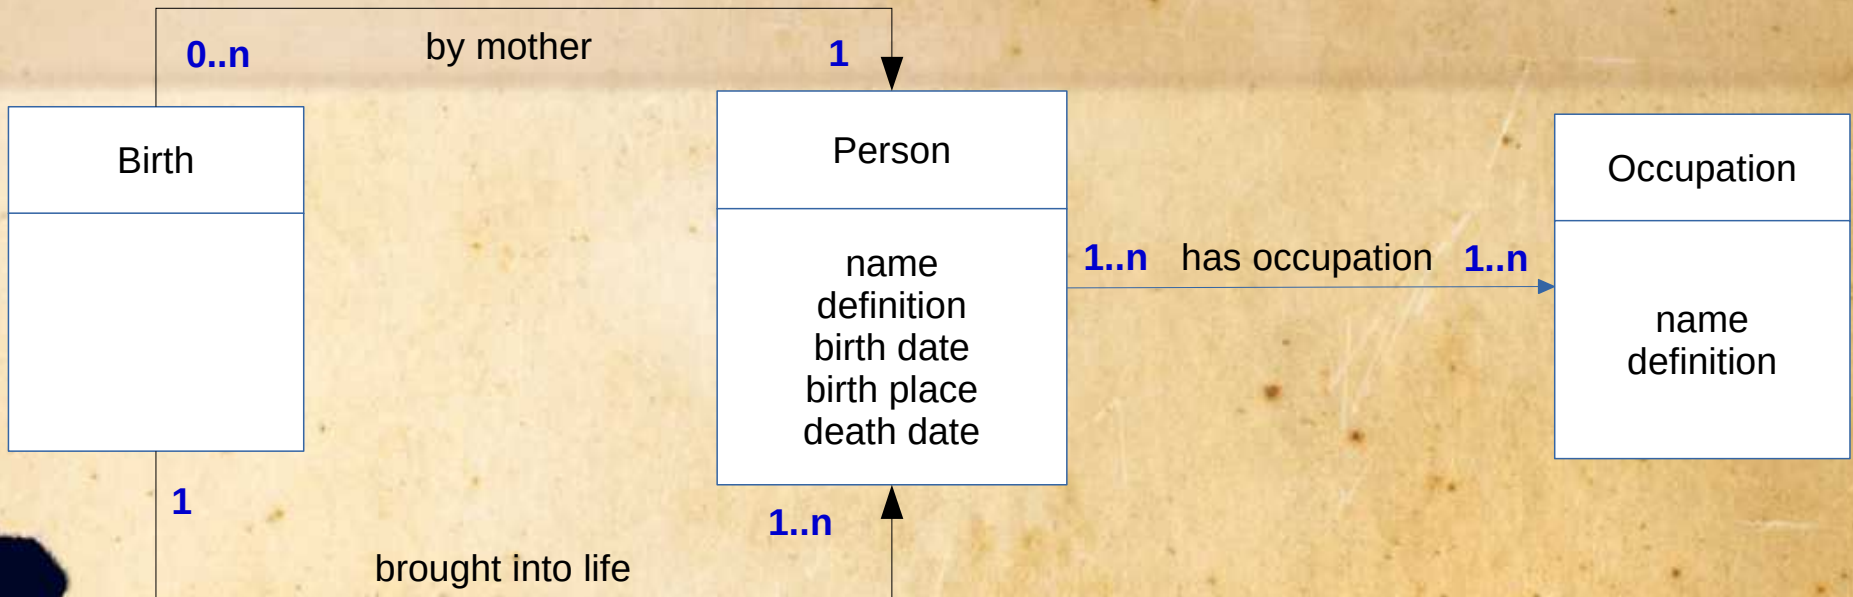 0..n by mother 1
Birth
Person
Occupation
name
definition
birth date
birth place
death date
1..n has occupation 1..n
name
definition
1
1..n
brought into life